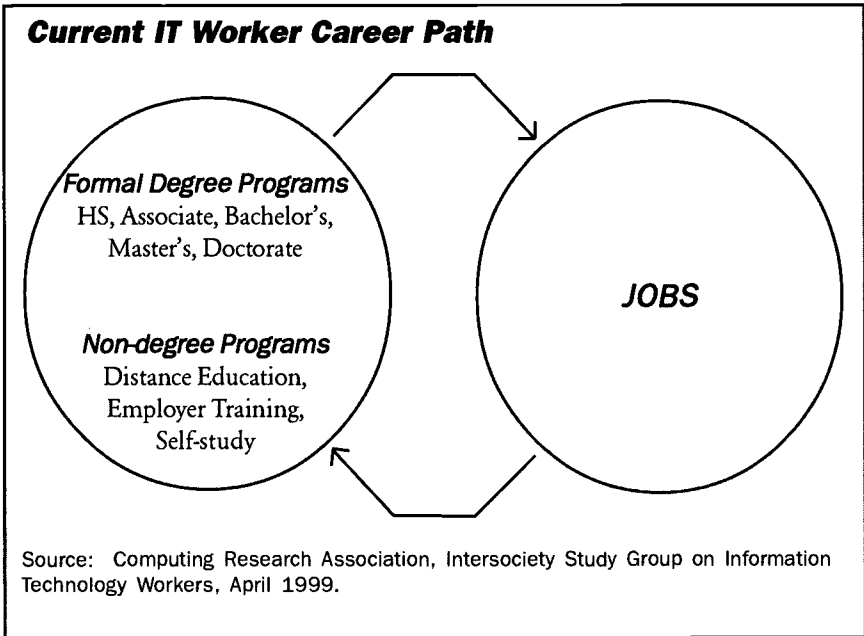 Current IT Worker Career Path
Formal Degree Programs
HS, Associate, Bachelor's,
Master's, Doctorate
Non-degree Programs
Distance Education,
Employer Training,
Self-study
JOBS
Source: Computing Research Association, Intersociety Study Group on Information
Technology Workers, April 1999.